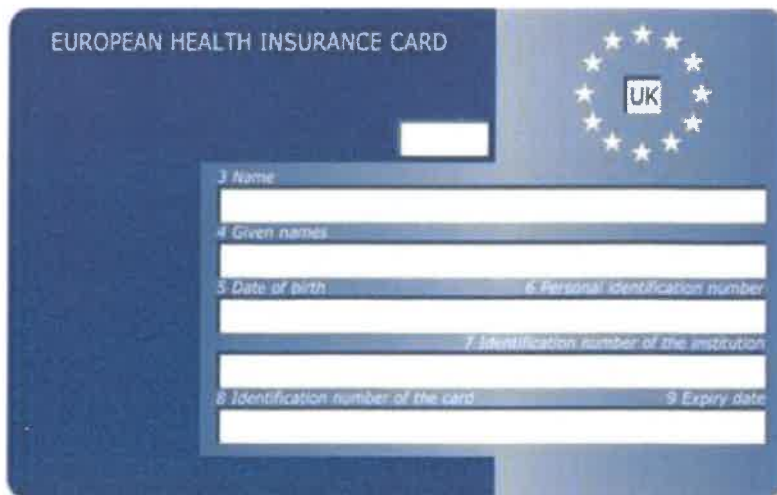 EUROPEAN HEALTH INSURANCE CARD
UK
3 Name
4 Given names
5 Date of birth 6 Personal identification number
7 Identification number of the institution
8 Identification number of the card 9 Expiry date